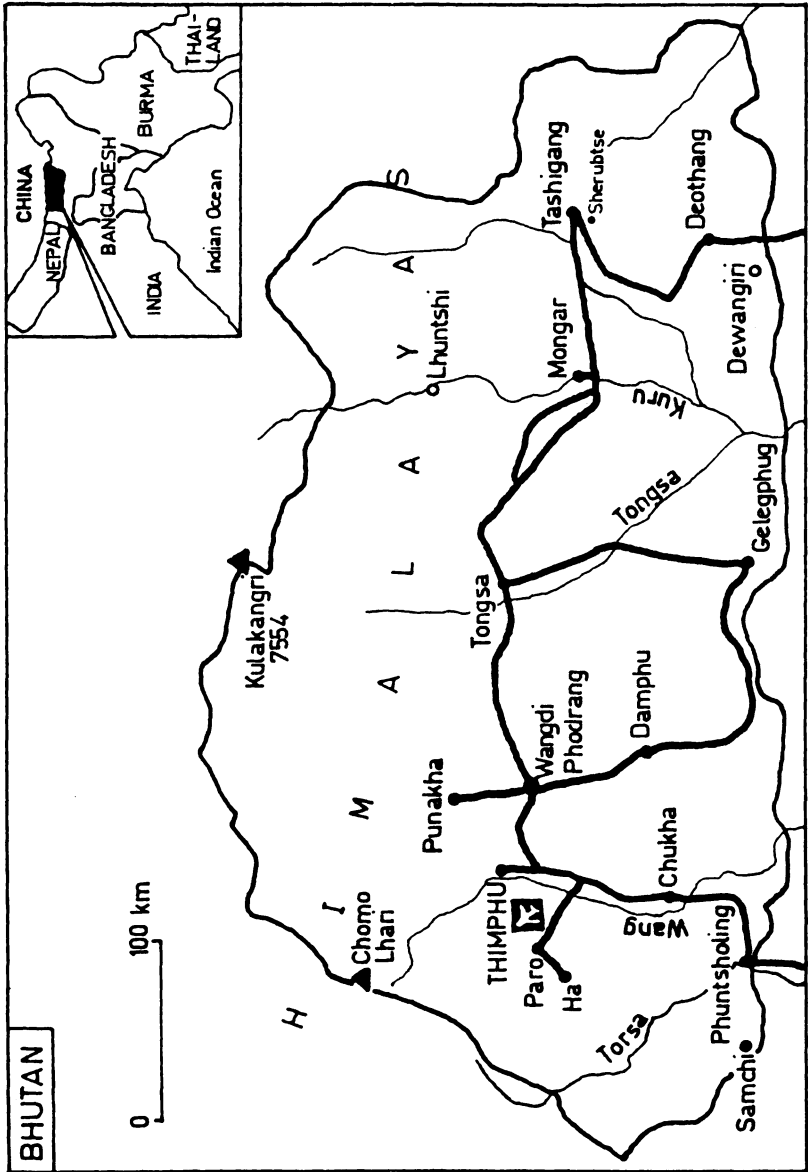 BHUTAN
0 100 km
CHINA
NEPAL
BANGLADESH
BURMA
THAI-
LAND
INDIA
Indian Ocean
H I M A L A Y A S
Kulakangri
7554
Chomo
Lhari
Lhuntshi
Punakha
THIMPHU
Paro
Ha
Wangdi
Phodrang
Tongsa
Mongar
Tashigang
Sherubtse
Kuru
Tongsa
Damphu
Chukha
Wang
Torsa
Phuntsholing
Samchi
Gelegphug
Dewangiri
Deothang